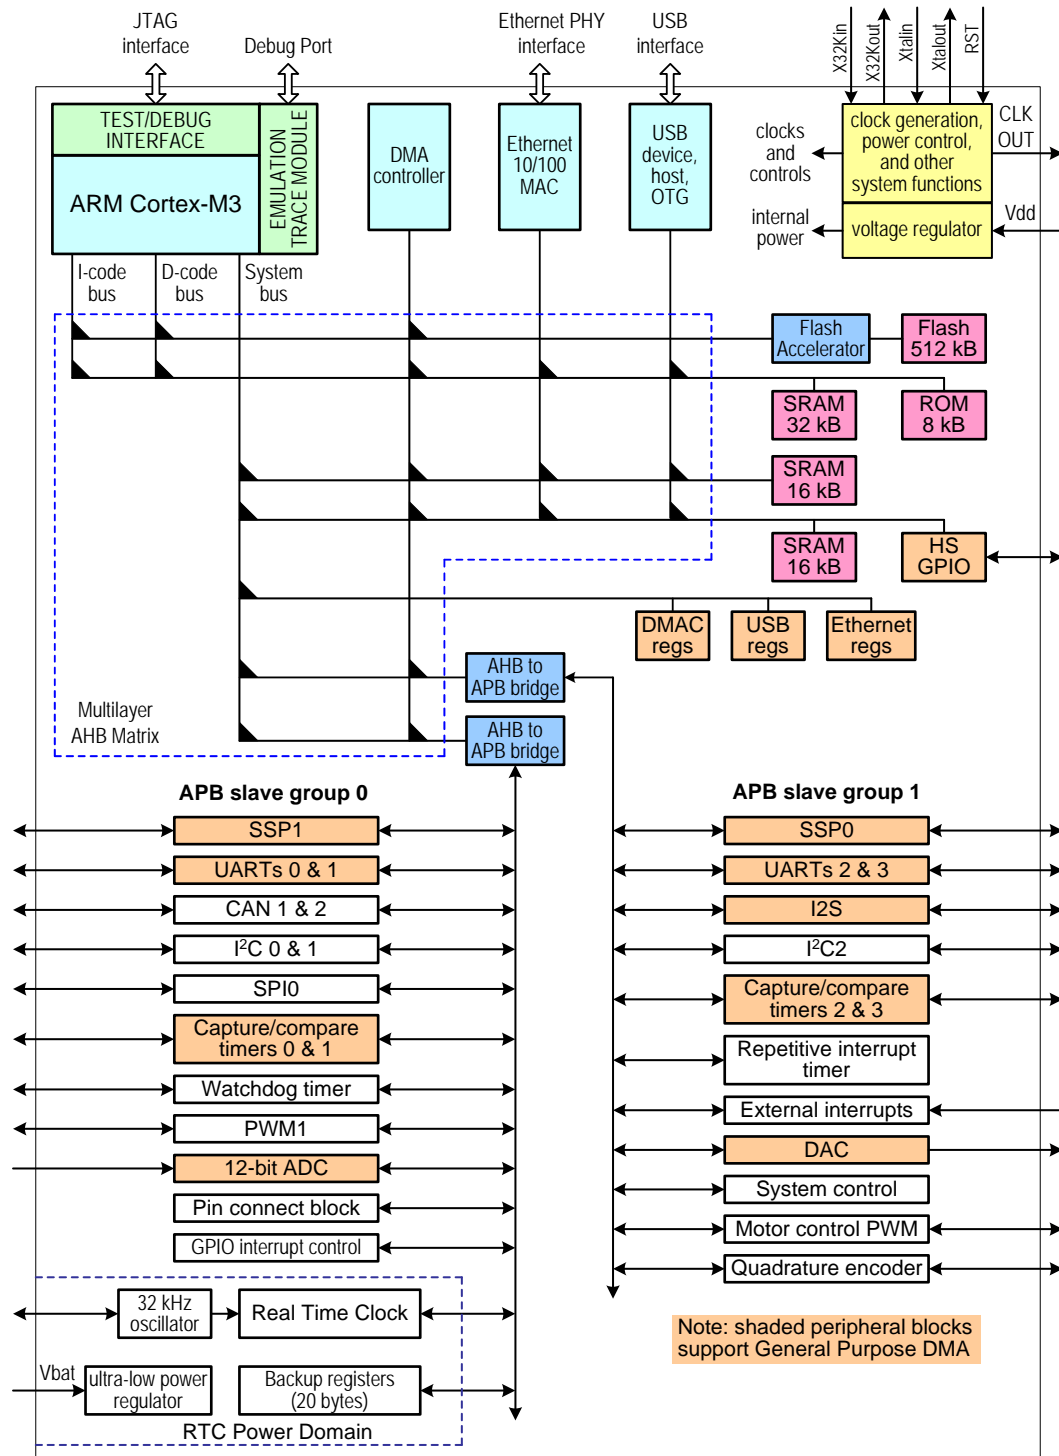 JTAG
interface
Debug Port
Ethernet PHY
interface
USB
interface
X32Kin
X32Kout
Xtalin
Xtalout
RST
TEST/DEBUG
INTERFACE
ARM Cortex-M3
EMULATION
TRACE MODULE
DMA
controller
Ethernet
10/100
MAC
USB
device,
host,
OTG
clocks
and
controls
clock generation,
power control,
and other
system functions
CLK
OUT
internal
power
voltage regulator
Vdd
I-code
bus
D-code
bus
System
bus
Flash
Accelerator
Flash
512 kB
SRAM
32 kB
ROM
8 kB
SRAM
16 kB
SRAM
16 kB
HS
GPIO
DMAC
regs
USB
regs
Ethernet
regs
AHB to
APB bridge
Multilayer
AHB Matrix
AHB to
APB bridge
APB slave group 0
SSP1
UARTs 0 & 1
CAN 1 & 2
I²C 0 & 1
SPI0
Capture/compare
timers 0 & 1
Watchdog timer
PWM1
12-bit ADC
Pin connect block
GPIO interrupt control
32 kHz
oscillator
Real Time Clock
Vbat
ultra-low power
regulator
Backup registers
(20 bytes)
RTC Power Domain
APB slave group 1
SSP0
UARTs 2 & 3
I2S
I²C2
Capture/compare
timers 2 & 3
Repetitive interrupt
timer
External interrupts
DAC
System control
Motor control PWM
Quadrature encoder
Note: shaded peripheral blocks
support General Purpose DMA